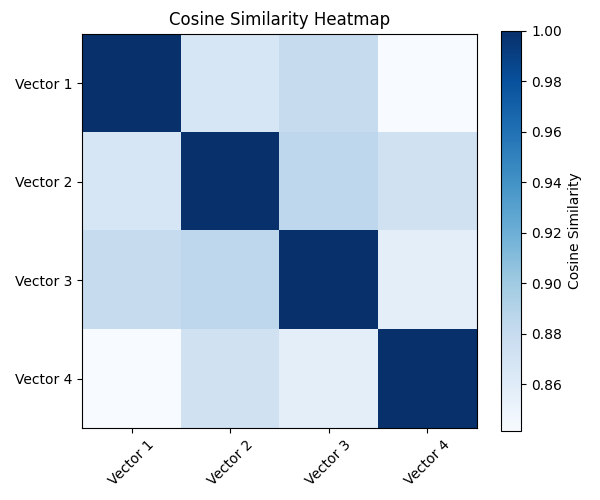 Cosine Similarity Heatmap
Vector 1
Vector 2
Vector 3
Vector 4
Vector 1
Vector 2
Vector 3
Vector 4
1.00
0.98
0.96
0.94
0.92
0.90
0.88
0.86
Cosine Similarity